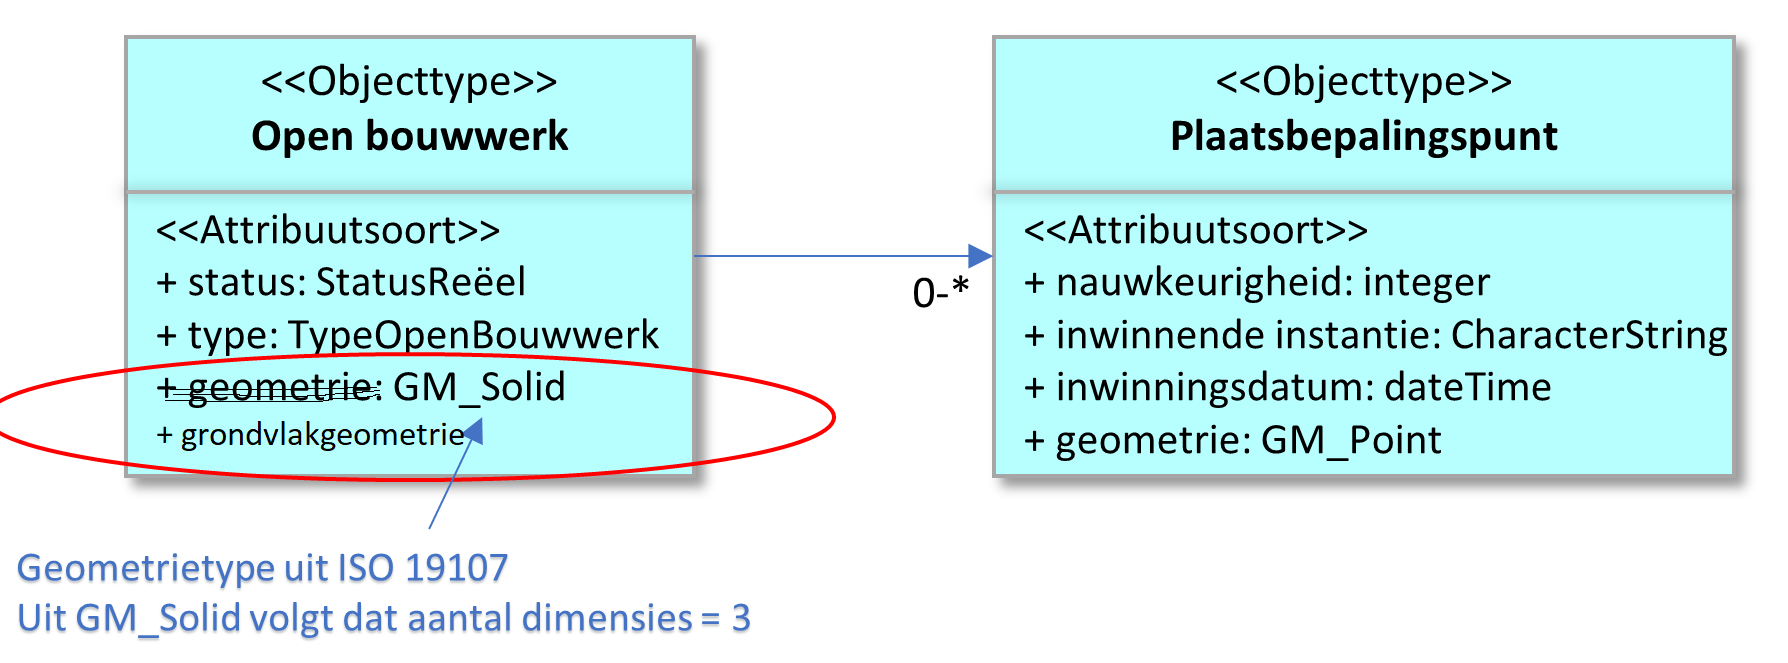 <<Objecttype>>
Open bouwwerk
<<Attribuutsoort>>
+ status: StatusReëel
+ type: TypeOpenBouwwerk
+ geometrie: GM_Solid
+ grondvlakgeometrie
0-*
<<Objecttype>>
Plaatsbepalingspunt
<<Attribuutsoort>>
+ nauwkeurigheid: integer
+ inwinnende instantie: CharacterString
+ inwinningsdatum: dateTime
+ geometrie: GM_Point
Geometrietype uit ISO 19107
Uit GM_Solid volgt dat aantal dimensies = 3